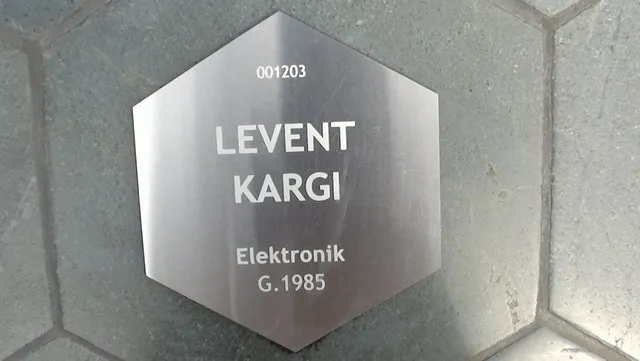 001203
LEVENT
KARGI
Elektronik
G.1985